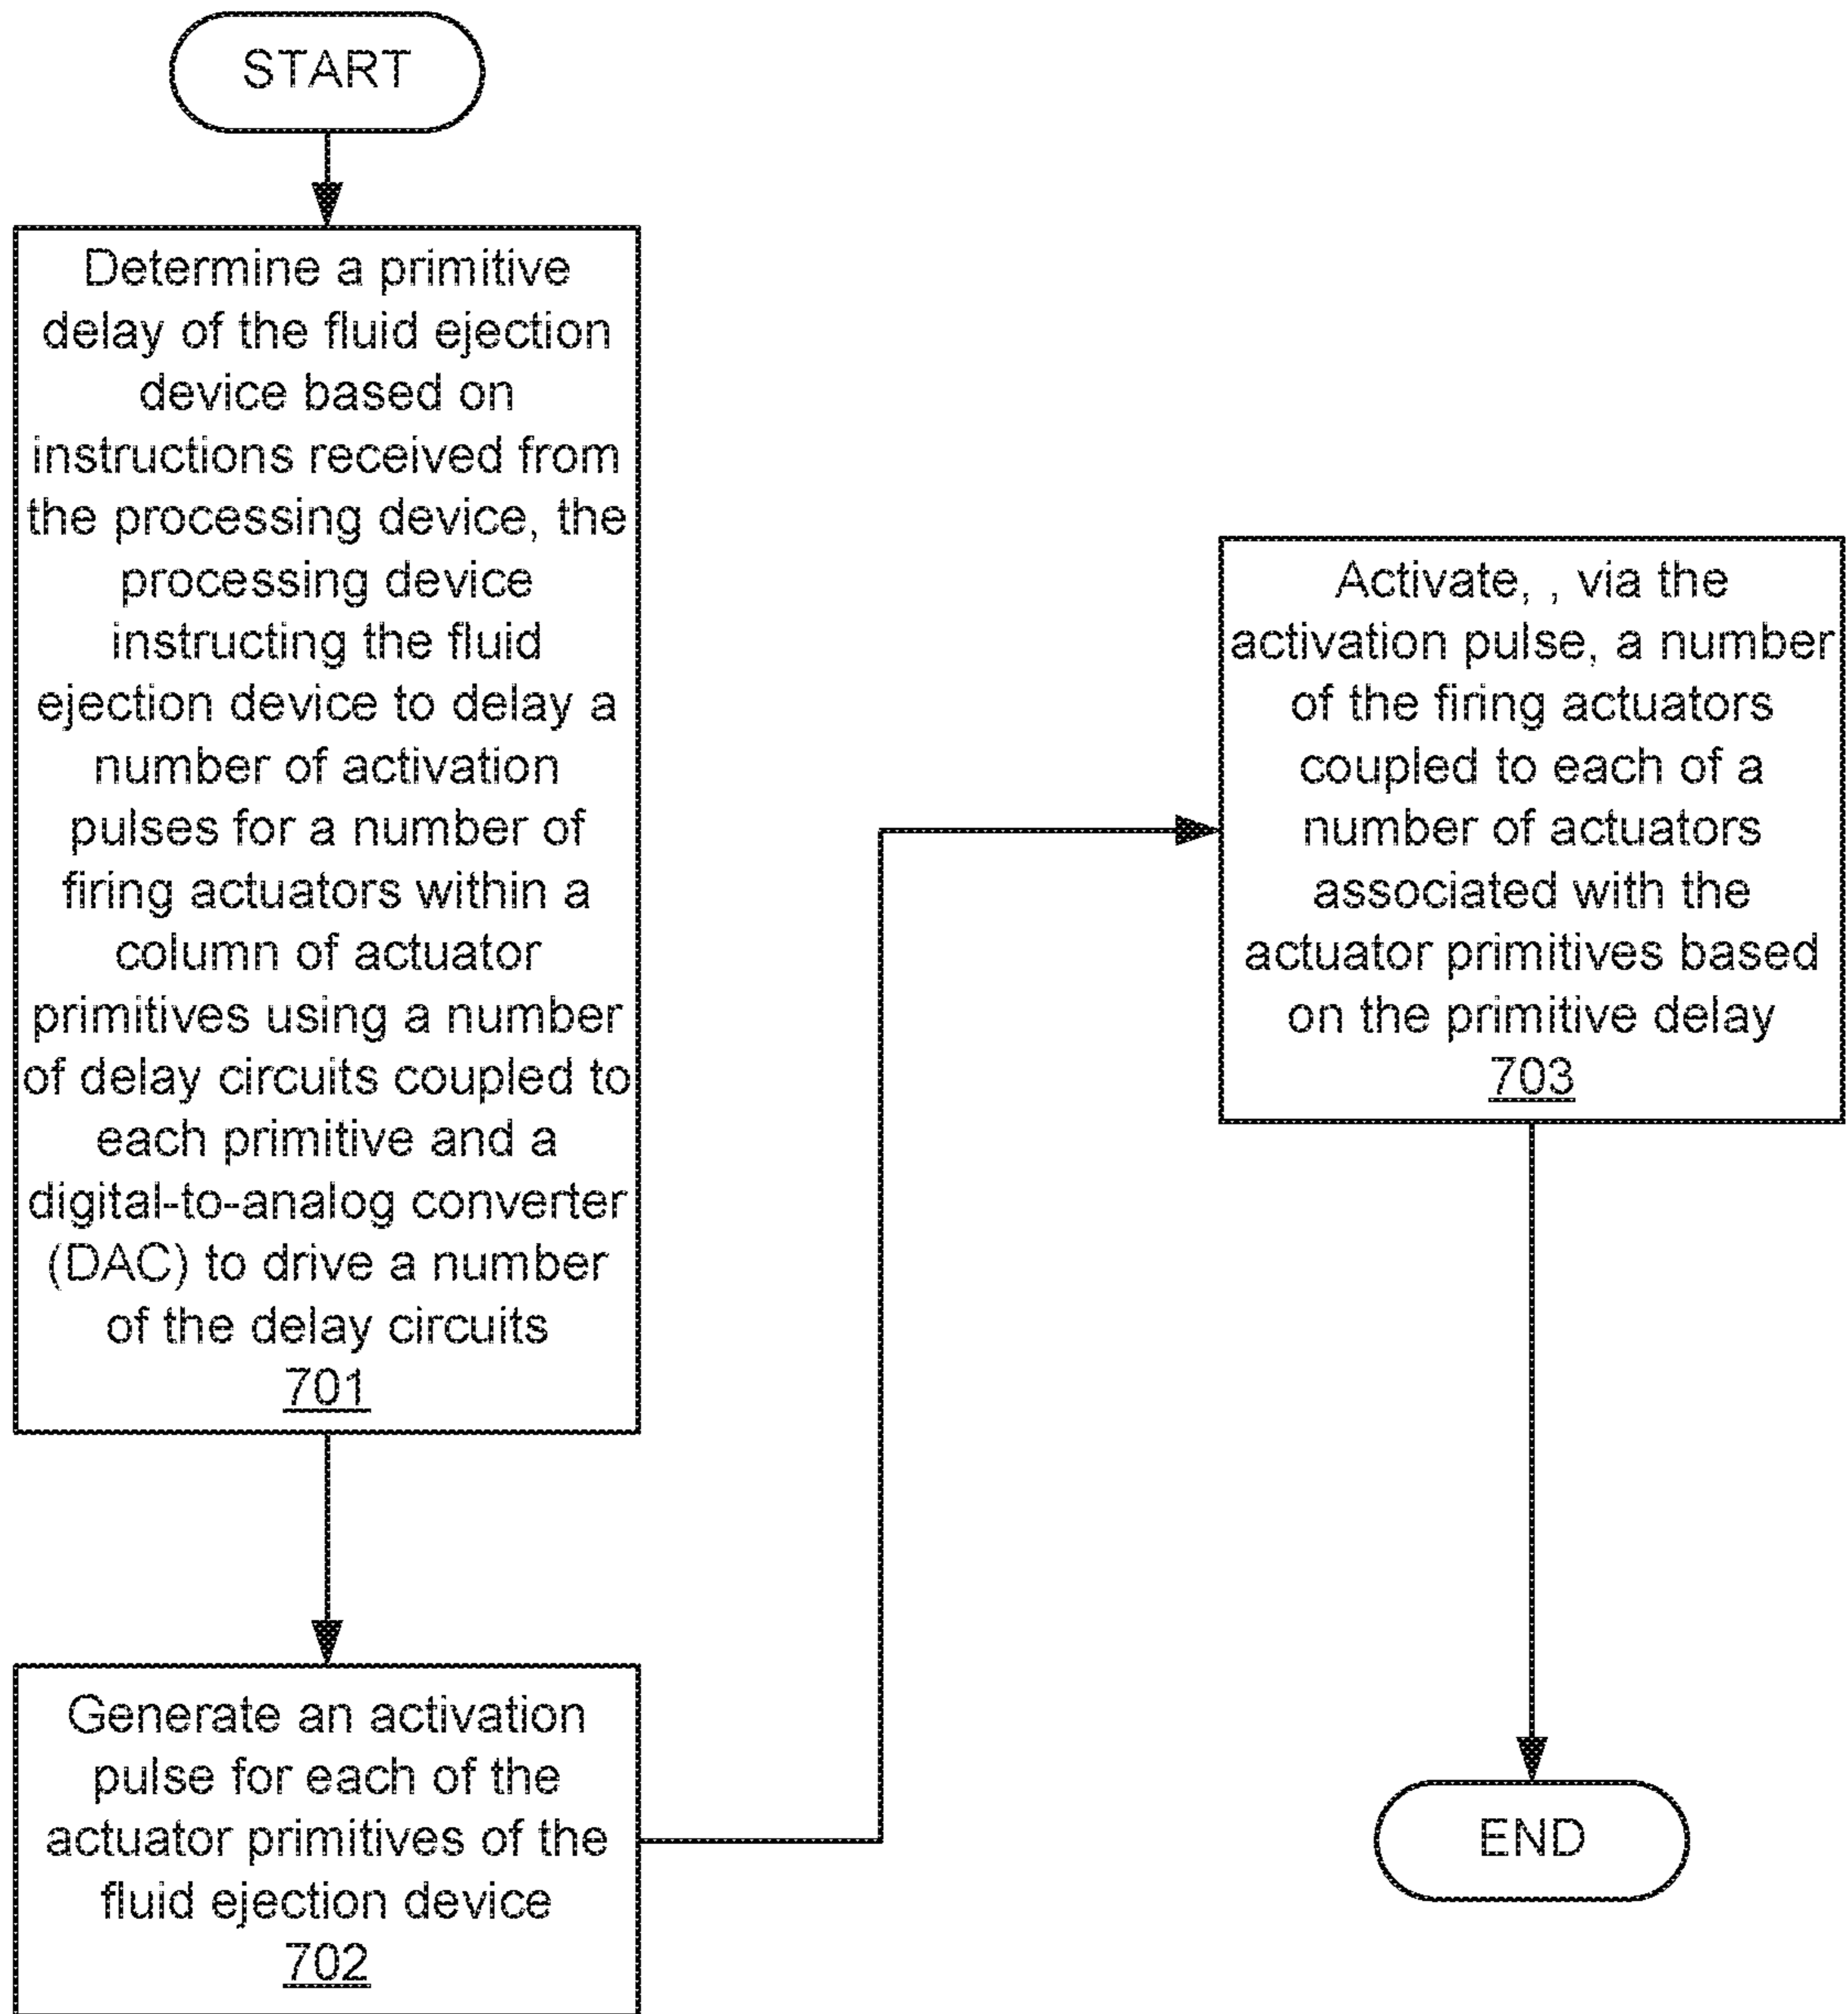 START
Determine a primitive
delay of the fluid ejection
device based on
instructions received from
the processing device, the
processing device
instructing the fluid
ejection device to delay a
number of activation
pulses for a number of
firing actuators within a
column of actuator
primitives using a number
of delay circuits coupled to
each primitive and a
digital-to-analog converter
(DAC) to drive a number
of the delay circuits
701
Generate an activation
pulse for each of the
actuator primitives of the
fluid ejection device
702
Activate, , via the
activation pulse, a number
of the firing actuators
coupled to each of a
number of actuators
associated with the
actuator primitives based
on the primitive delay
703
END